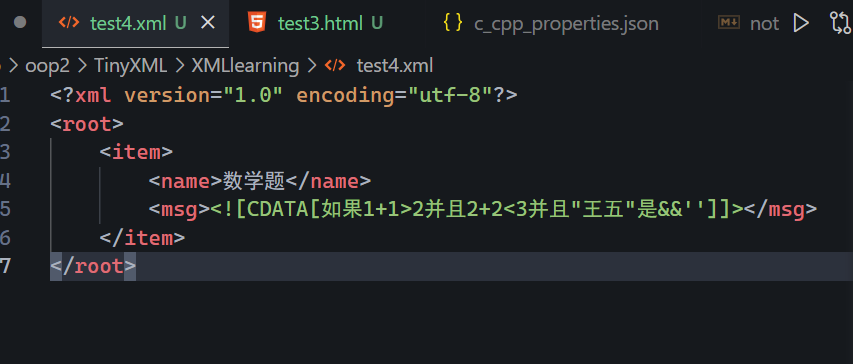 test4.xml U test3.html U c_cpp_properties.json not
oop2 > TinyXML > XMLlearning > test4.xml
1 <?xml version="1.0" encoding="utf-8"?>
2 <root>
3 <item>
4 <name>数学题</name>
5 <msg><![CDATA[如果1+1>2并且2+2<3并且"王五"是&&'']]></msg>
6 </item>
7 </root>